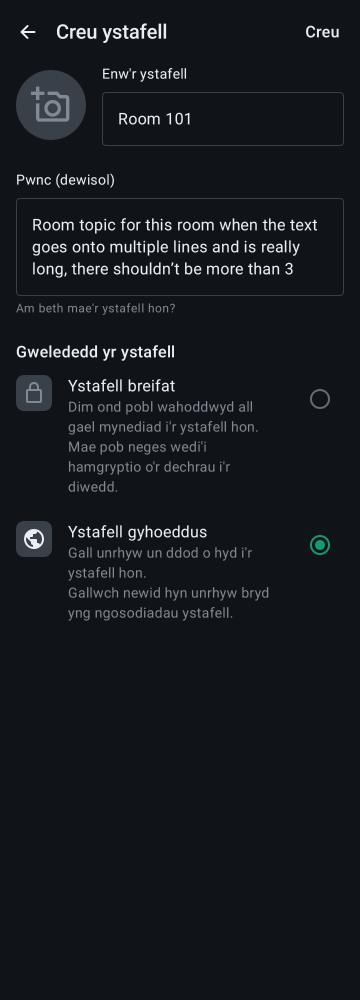 Creu ystafell
Creu
Enw'r ystafell
Room 101
Pwnc (dewisol)
Room topic for this room when the text
goes onto multiple lines and is really
long, there shouldn’t be more than 3
Am beth mae'r ystafell hon?
Gwelededd yr ystafell
Ystafell breifat
Dim ond pobl wahoddwyd all
gael mynediad i'r ystafell hon.
Mae pob neges wedi'i
hamgryptio o'r dechrau i'r
diwedd.
Ystafell gyhoeddus
Gall unrhyw un ddod o hyd i'r
ystafell hon.
Gallwch newid hyn unrhyw bryd
yng ngosodiadau ystafell.